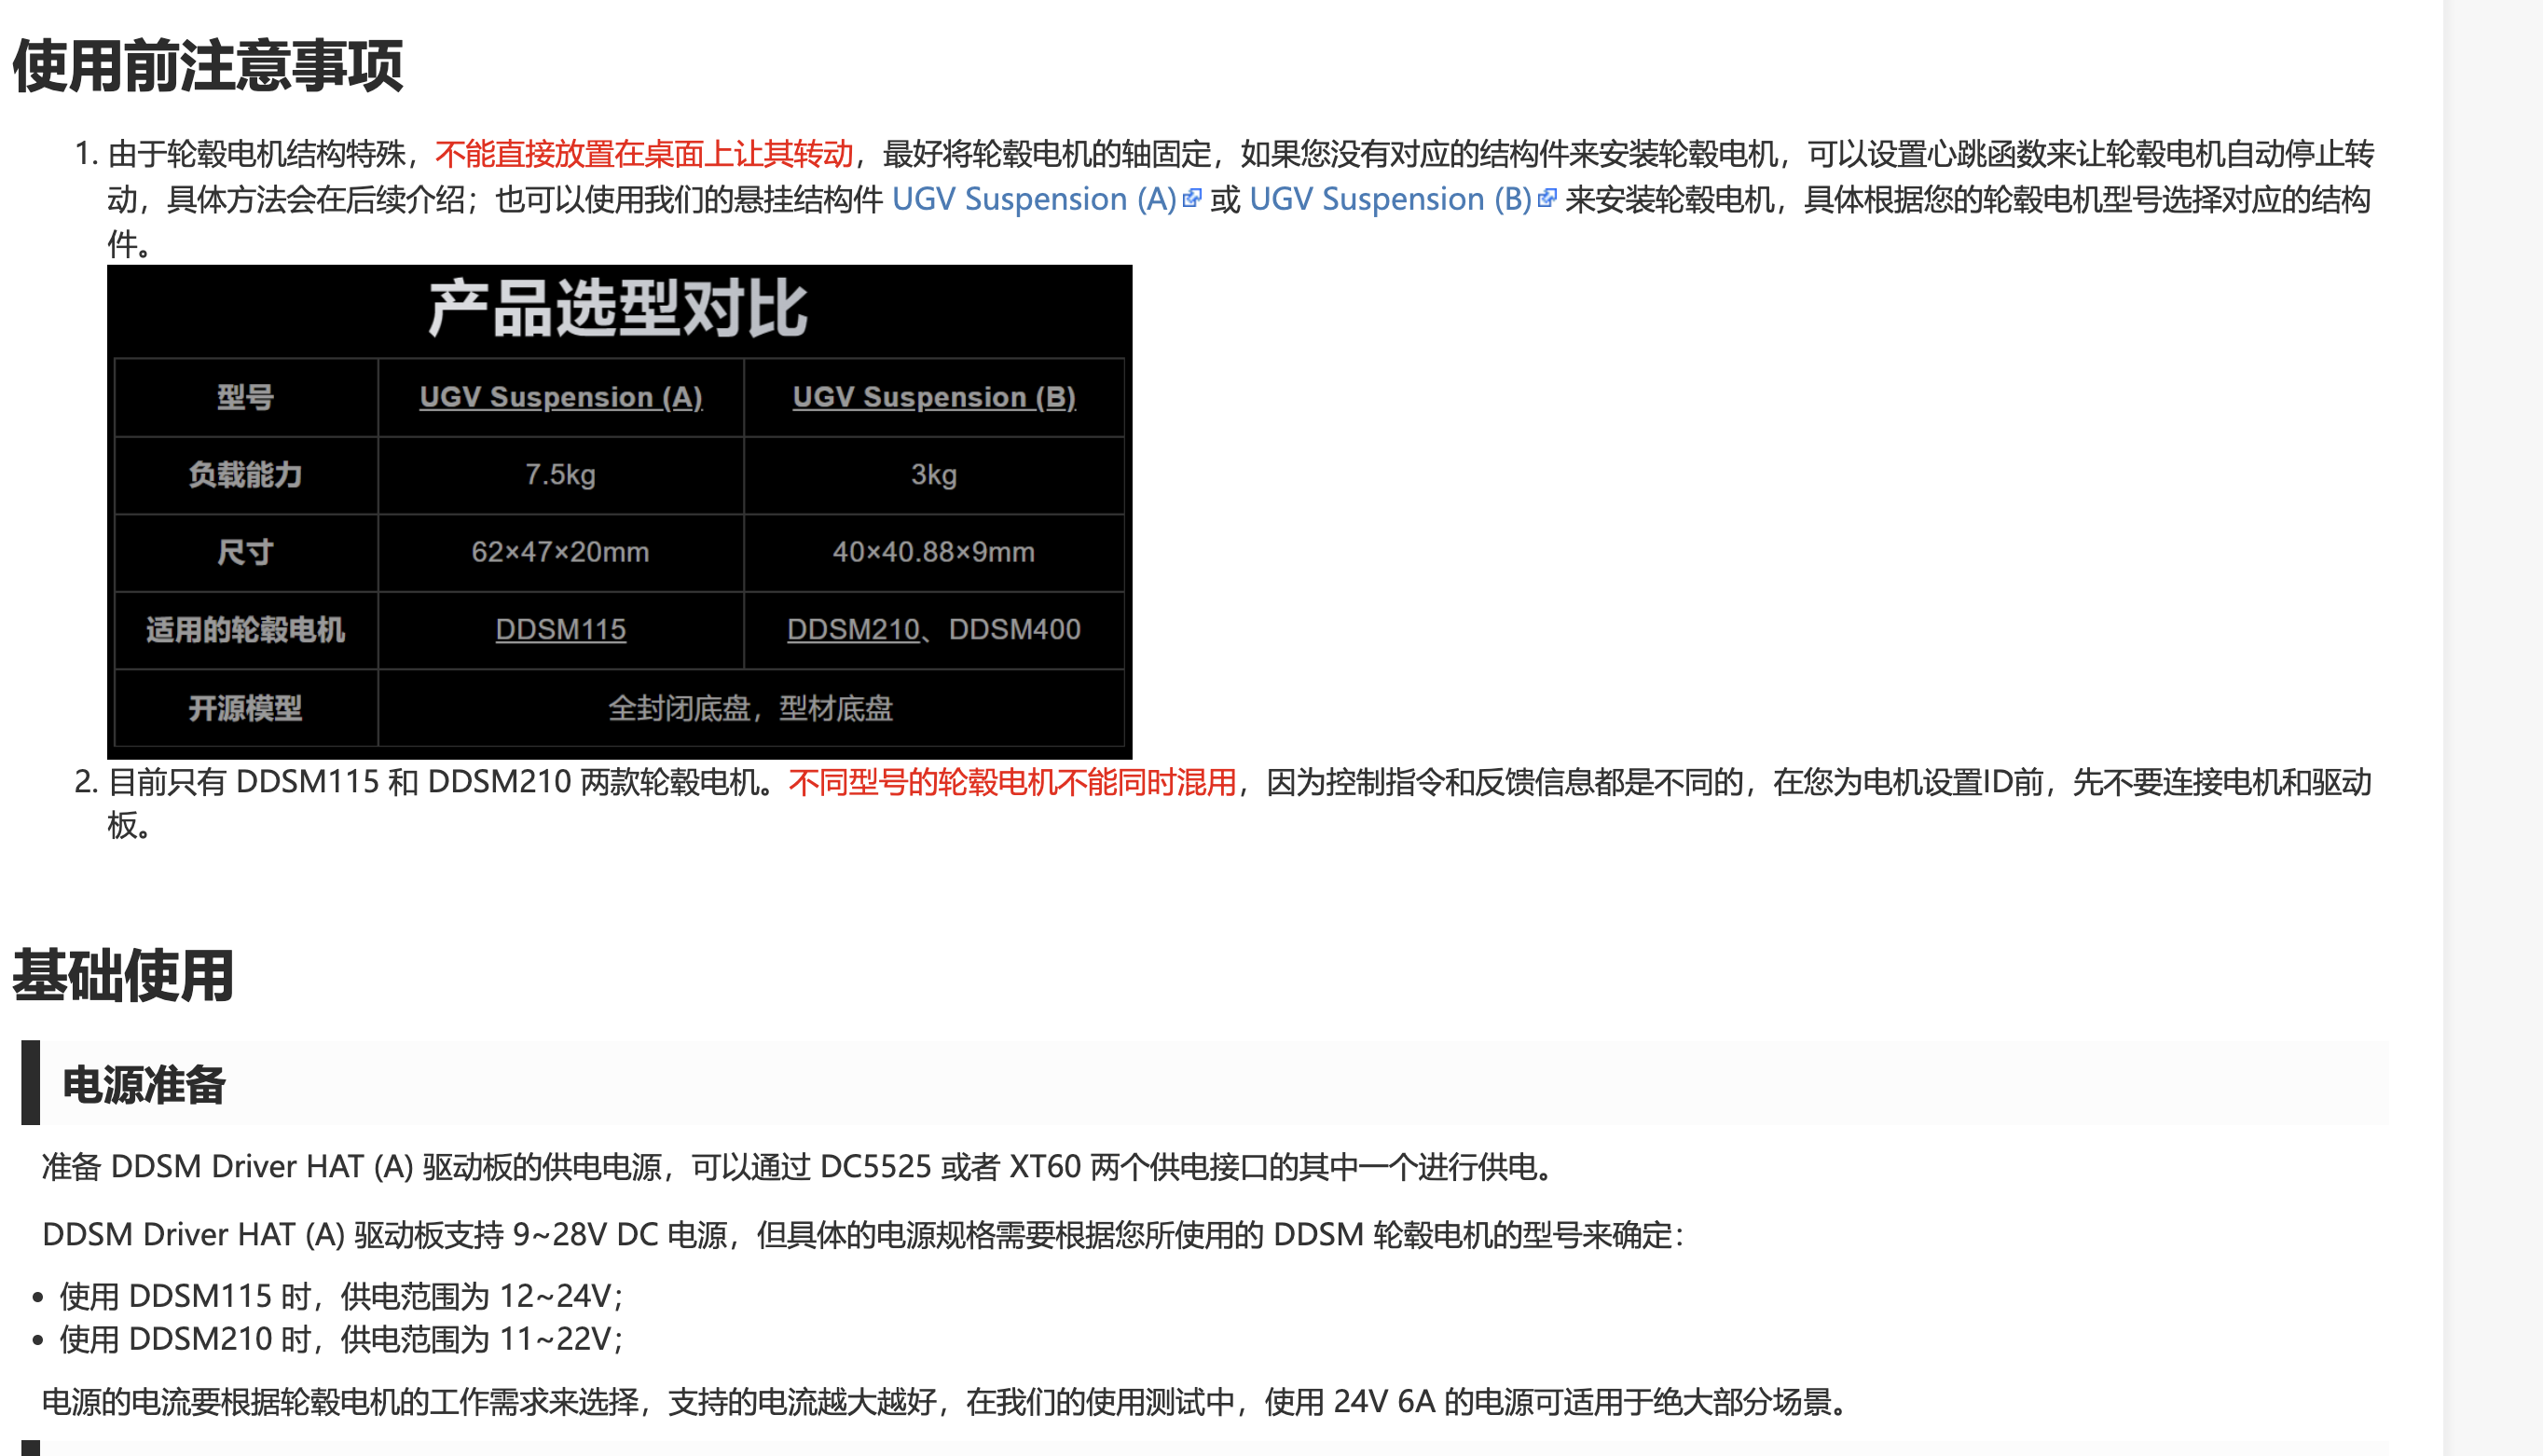 使用前注意事项
1. 由于轮毂电机结构特殊，不能直接放置在桌面上让其转动，最好将轮毂电机的轴固定，如果您没有对应的结构件来安装轮毂电机，可以设置心跳函数来让轮毂电机自动停止转
动，具体方法会在后续介绍；也可以使用我们的悬挂结构件 UGV Suspension (A) 或 UGV Suspension (B) 来安装轮毂电机，具体根据您的轮毂电机型号选择对应的结构
件。
产品选型对比
型号 UGV Suspension (A) UGV Suspension (B)
负载能力 7.5kg 3kg
尺寸 62×47×20mm 40×40.88×9mm
适用的轮毂电机 DDSM115 DDSM210、DDSM400
开源模型 全封闭底盘，型材底盘
2. 目前只有 DDSM115 和 DDSM210 两款轮毂电机。不同型号的轮毂电机不能同时混用，因为控制指令和反馈信息都是不同的，在您为电机设置ID前，先不要连接电机和驱动
板。
基础使用
电源准备
准备 DDSM Driver HAT (A) 驱动板的供电电源，可以通过 DC5525 或者 XT60 两个供电接口的其中一个进行供电。
DDSM Driver HAT (A) 驱动板支持 9~28V DC 电源，但具体的电源规格需要根据您所使用的 DDSM 轮毂电机的型号来确定：
• 使用 DDSM115 时，供电范围为 12~24V；
• 使用 DDSM210 时，供电范围为 11~22V；
电源的电流要根据轮毂电机的工作需求来选择，支持的电流越大越好，在我们的使用测试中，使用 24V 6A 的电源可适用于绝大部分场景。